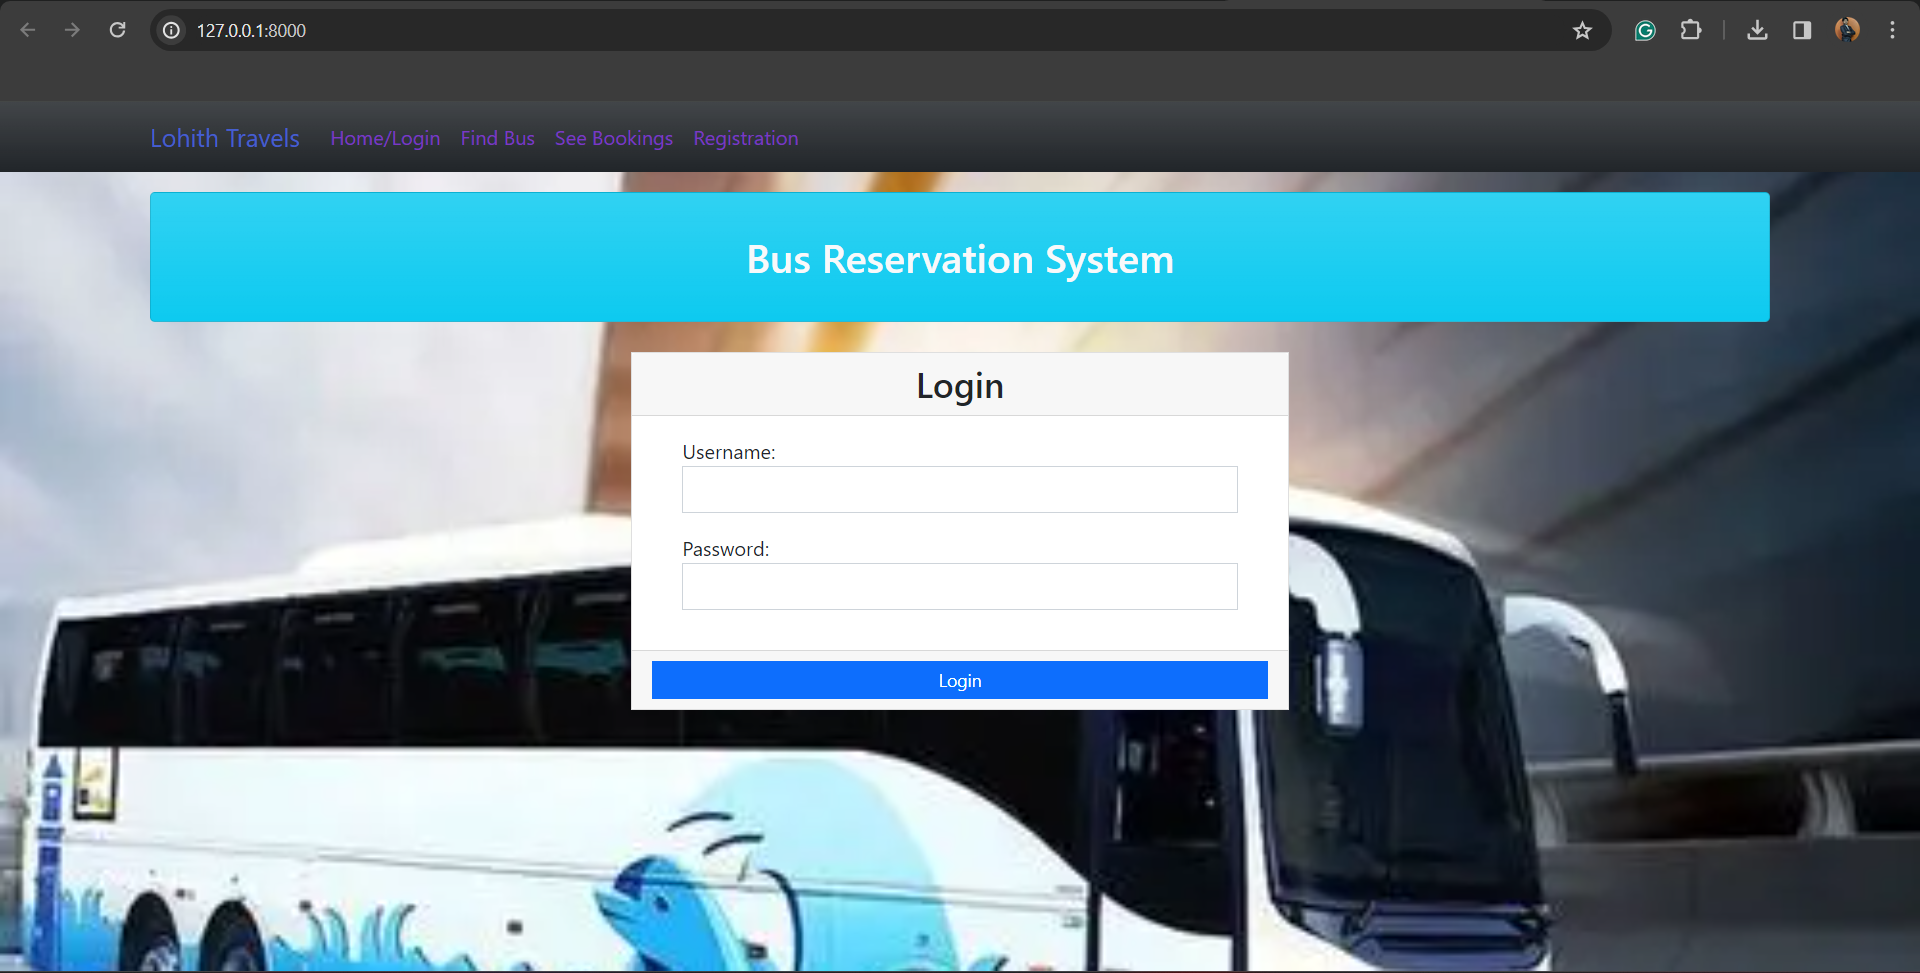 127.0.0.1:8000
Lohith Travels Home/Login Find Bus See Bookings Registration
Bus Reservation System
Login
Username:
Password:
Login